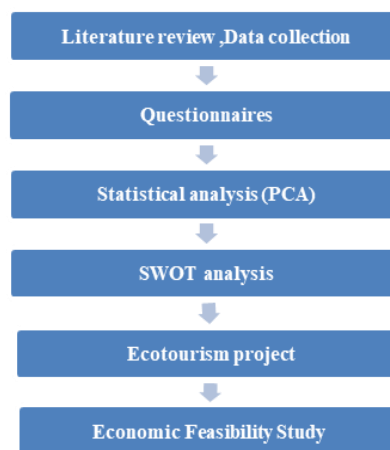 Literature review ,Data collection
Questionnaires
Statistical analysis (PCA)
SWOT analysis
Ecotourism project
Economic Feasibility Study